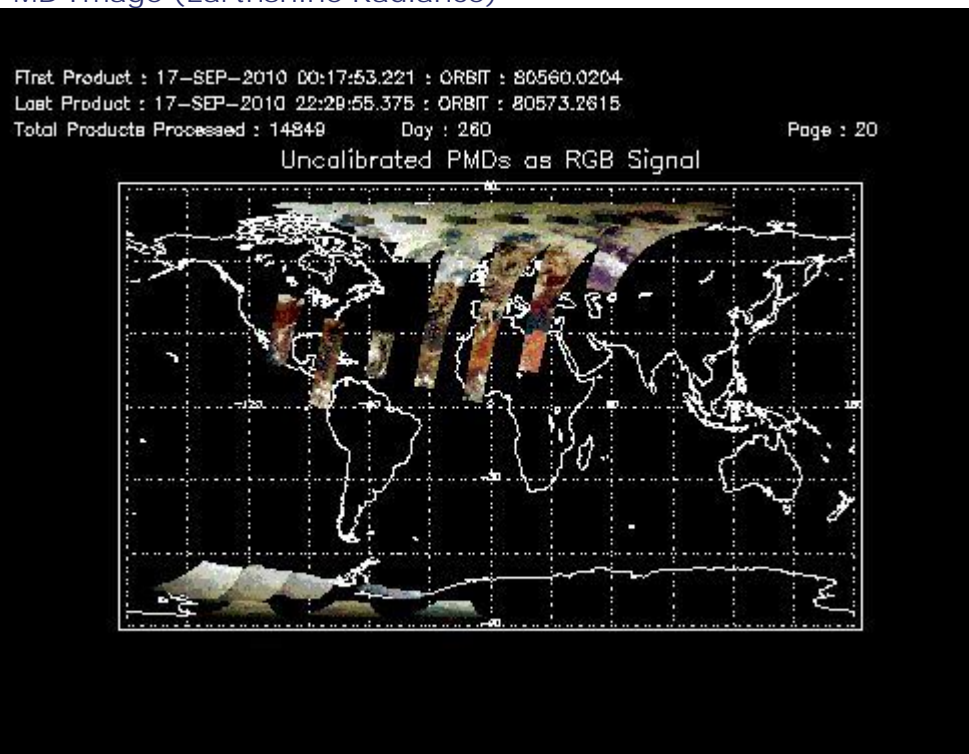 MD Image (Earthshine Radiance)
First Product : 17-SEP-2010 00:17:53.221 : ORBIT : 80560.0204
Last Product : 17-SEP-2010 22:29:55.375 : ORBIT : 80573.2615
Total Products Processed : 14849 Day : 260 Page : 20
Uncalibrated PMDs as RGB Signal